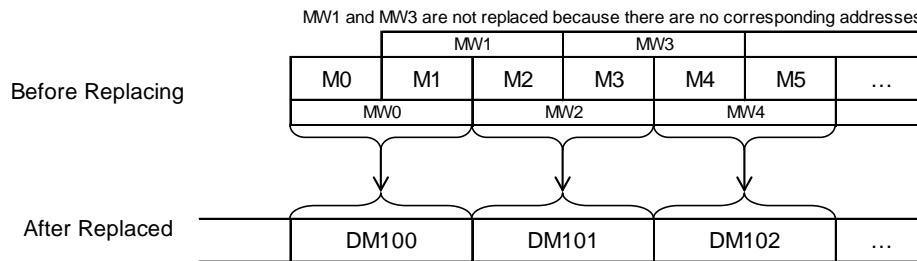 MW1 and MW3 are not replaced because there are no corresponding addresses
MW1 MW3
Before Replacing M0 M1 M2 M3 M4 M5 …
MW0 MW2 MW4
After Replaced DM100 DM101 DM102 …